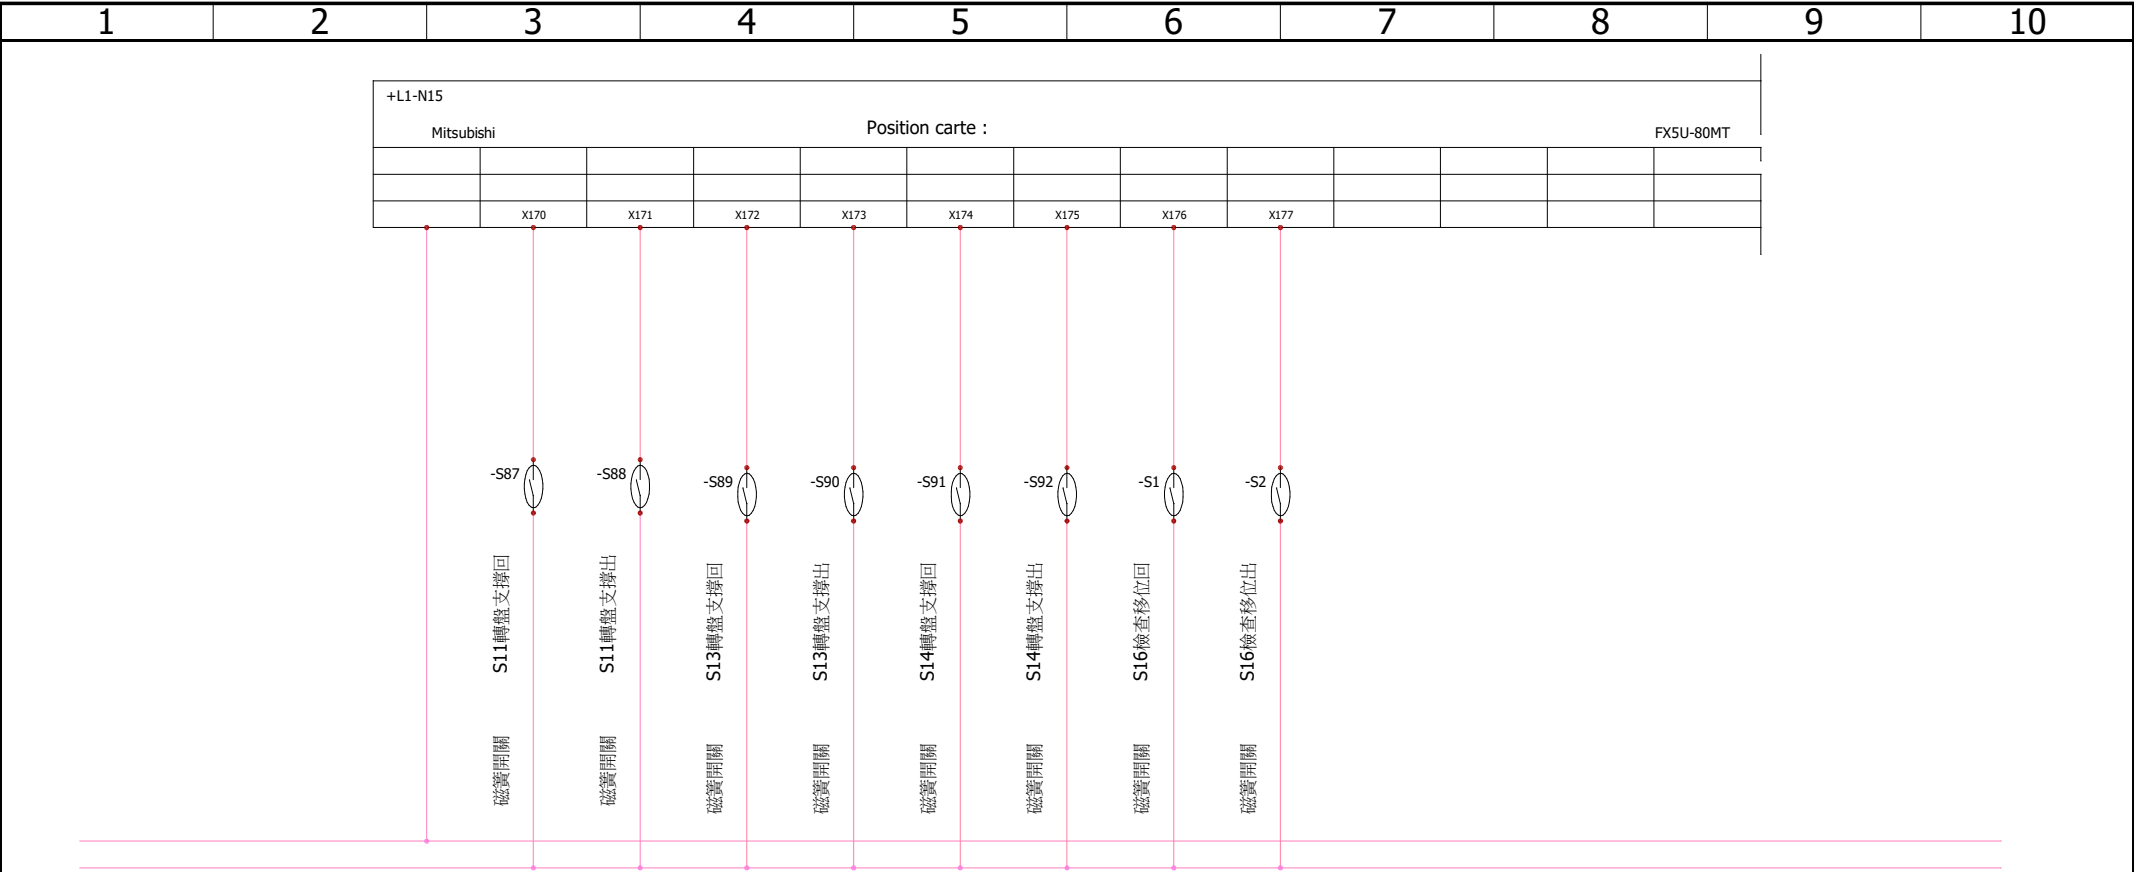 1 2 3 4 5 6 7 8 9 10
+L1-N15
Mitsubishi Position carte : FX5U-80MT
X170 X171 X172 X173 X174 X175 X176 X177
-S87 -S88 -S89 -S90 -S91 -S92 -S1 -S2
S11轉盤支撐回
S11轉盤支撐出
S13轉盤支撐回
S13轉盤支撐出
S14轉盤支撐回
S14轉盤支撐出
S16檢查移位回
S16檢查移位出
磁簧開關
磁簧開關
磁簧開關
磁簧開關
磁簧開關
磁簧開關
磁簧開關
磁簧開關